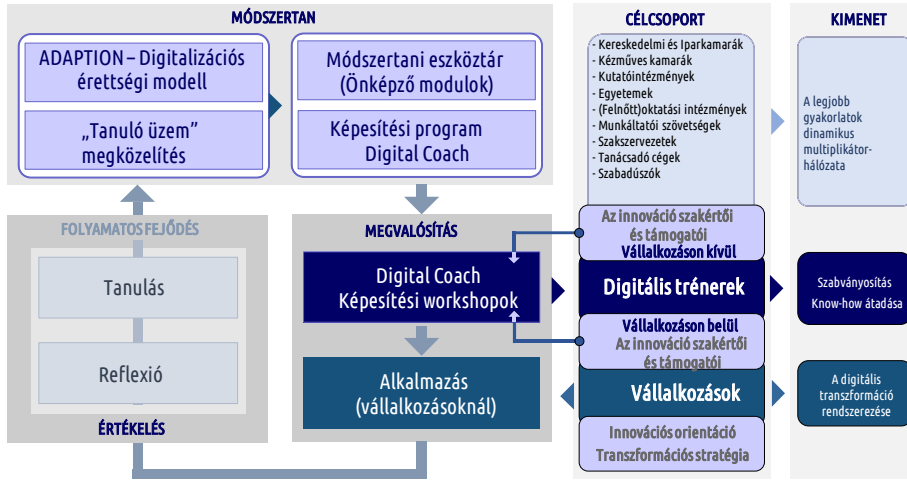 MÓDSZERTAN
ADAPTION – Digitalizációs
érettségi modell
„Tanuló üzem”
megközelítés
Módszertani eszköztár
(Önképző modulok)
Képesítési program
Digital Coach
FOLYAMATOS FEJŐDÉS
Tanulás
Reflexió
ÉRTÉKELÉS
MEGVALÓSÍTÁS
Digital Coach
Képesítési workshopok
Alkalmazás
(vállalkozásoknál)
CÉLCSOPORT
- Kereskedelmi és Iparkamarák
- Kézműves kamarák
- Kutatóintézmények
- Egyetemek
- (Felnőtt)oktatási intézmények
- Munkáltatói szövetségek
- Szakszervezetek
- Tanácsadó cégek
- Szabadúszók
Az innováció szakértői
és támogatói
Vállalkozáson kívül
Digitális trénerek
Vállalkozáson belül
Az innováció szakértői
és támogatói
Vállalkozások
Innovációs orientáció
Transzformációs stratégia
KIMENET
A legjobb
gyakorlatok
dinamikus
multiplikátor-
hálózata
Szabványosítás
Know-how átadása
A digitális
transzformáció
rendszerezése